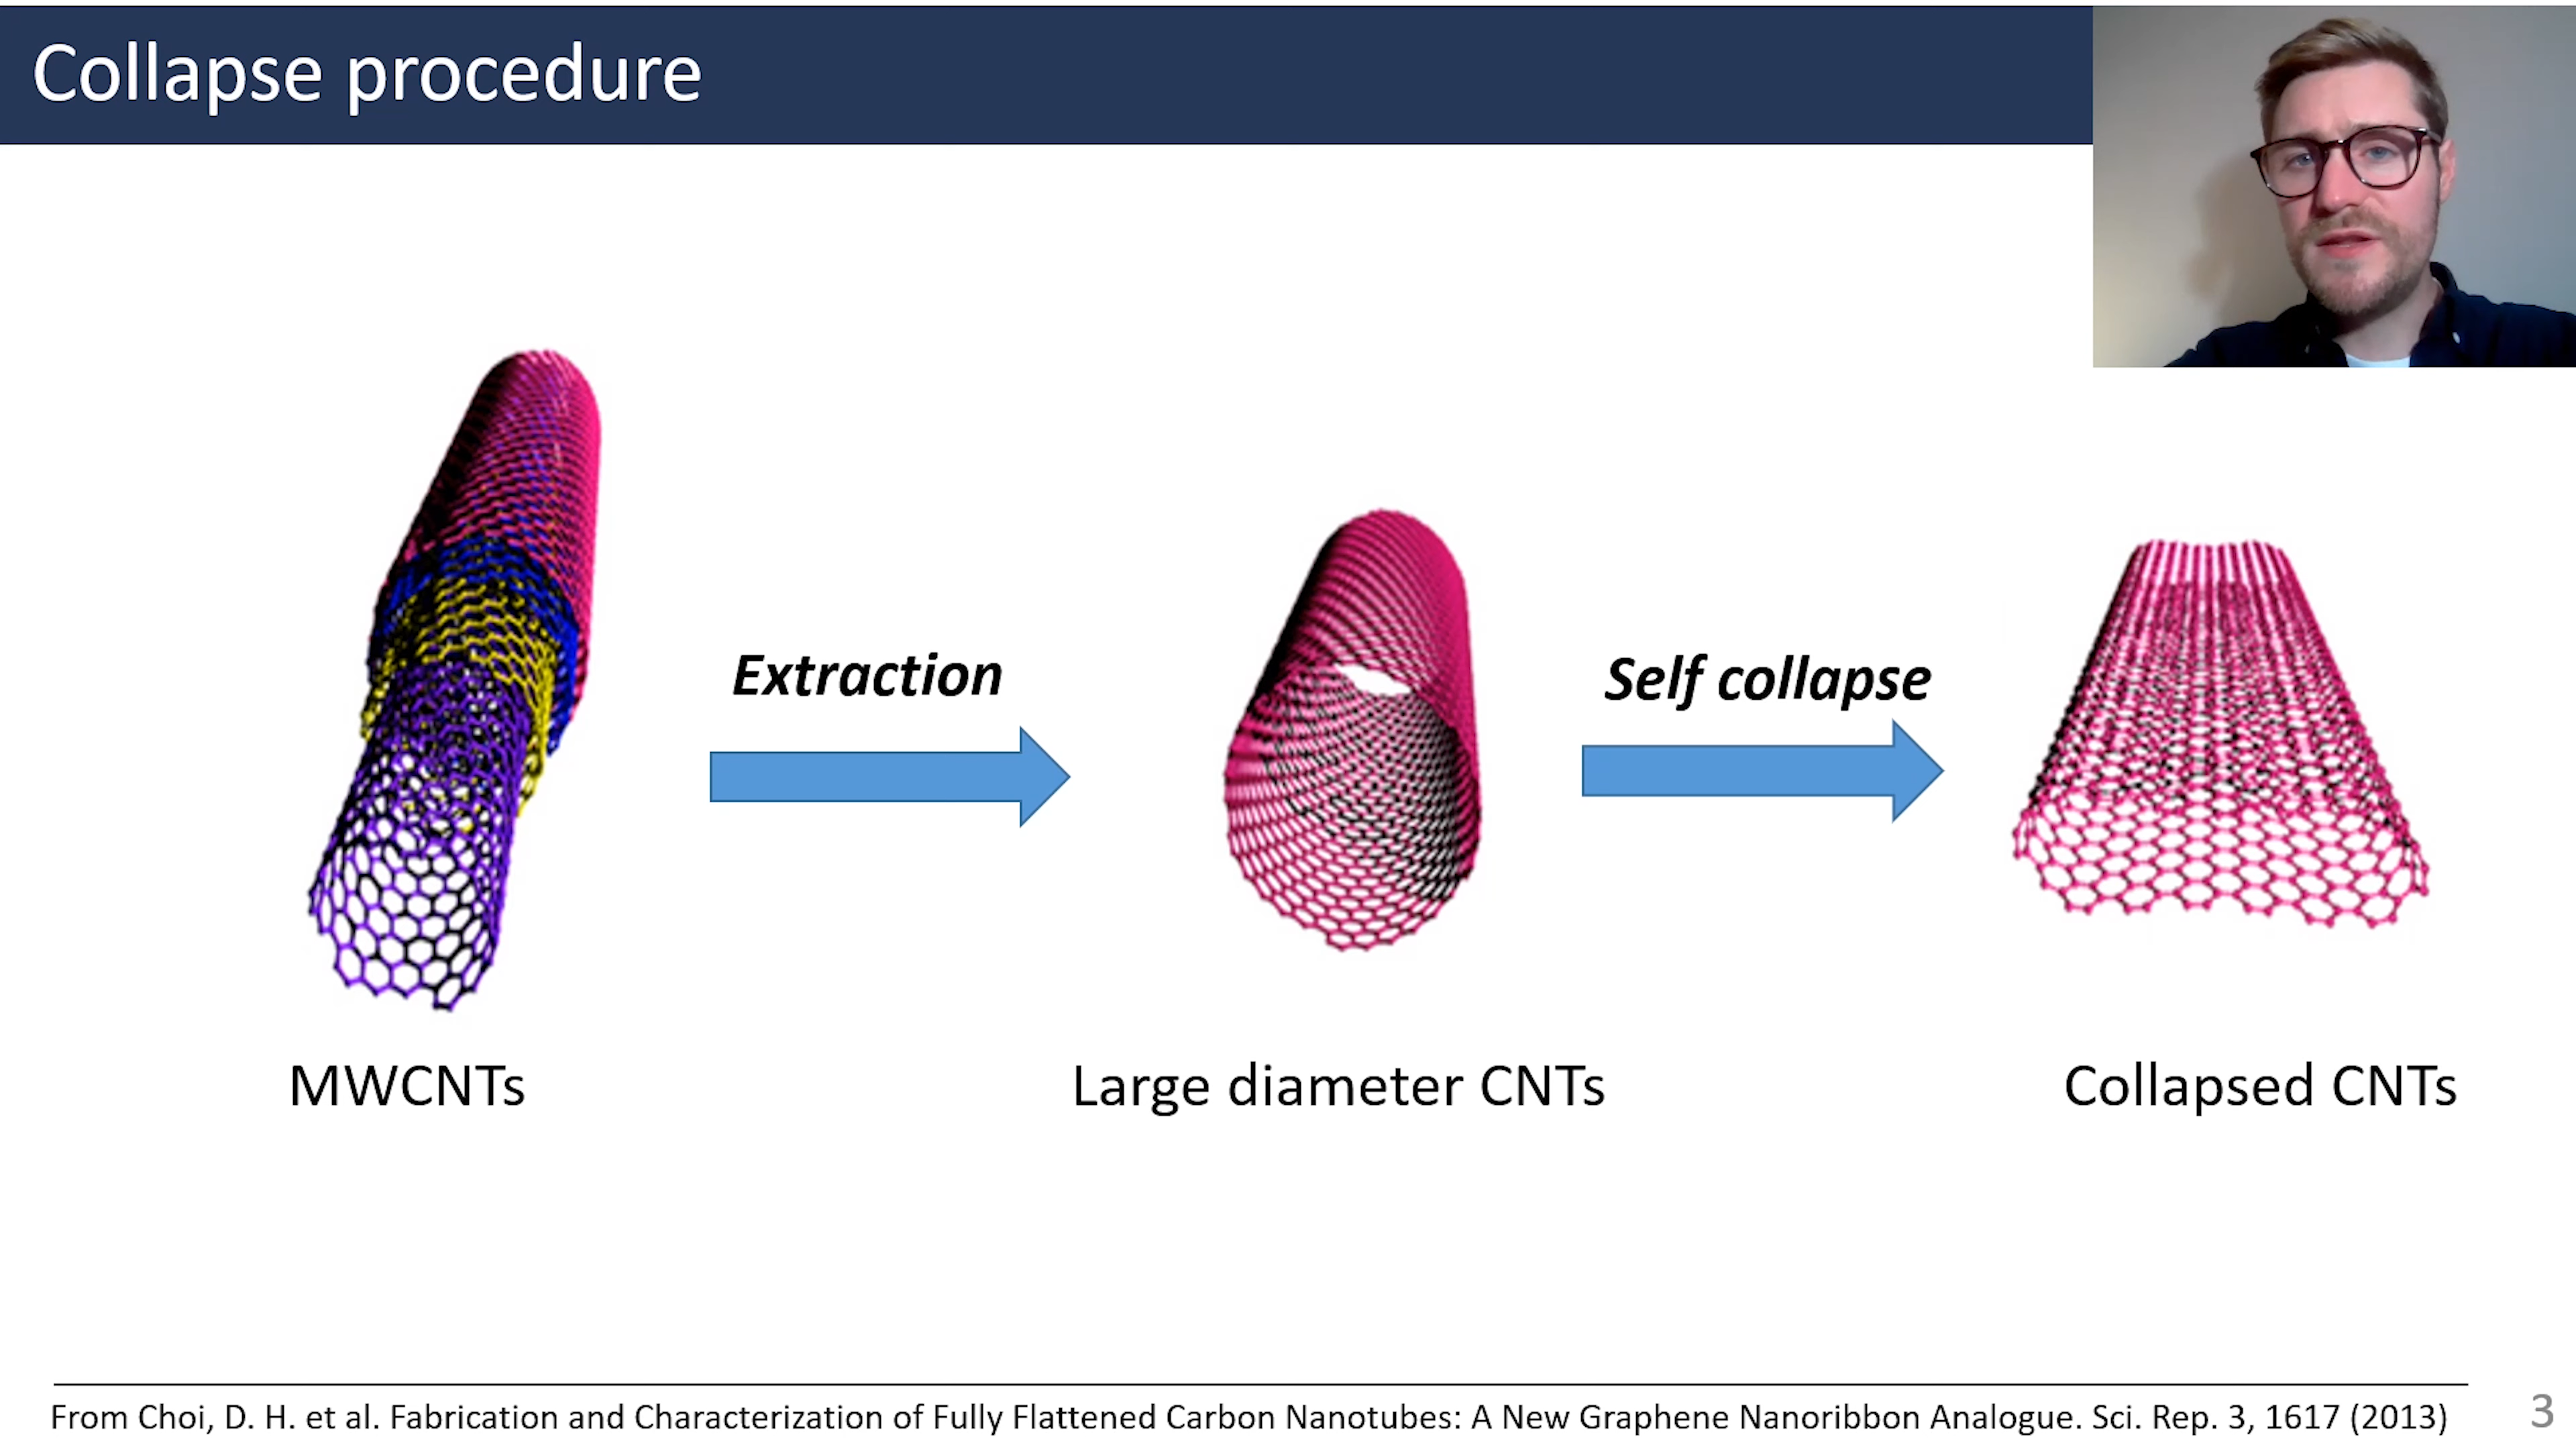 Collapse procedure
Extraction
Self collapse
MWCNTs
Large diameter CNTs
Collapsed CNTs
From Choi, D. H. et al. Fabrication and Characterization of Fully Flattened Carbon Nanotubes: A New Graphene Nanoribbon Analogue. Sci. Rep. 3, 1617 (2013)
3